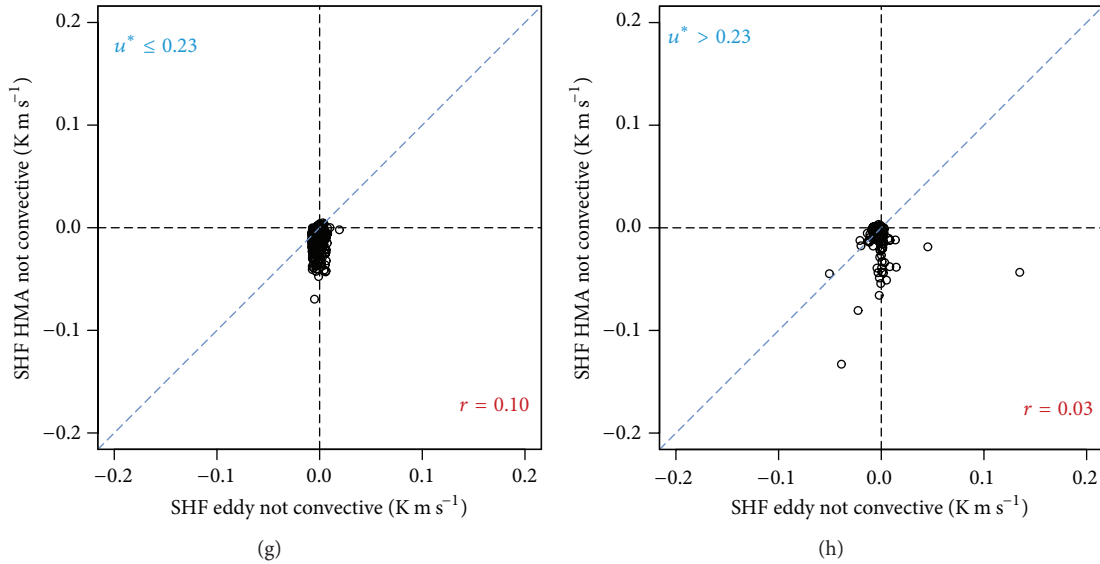 0.2
0.1
0.0
−0.1
−0.2
SHF HMA not convective (K m s⁻¹)
u* ≤ 0.23
r = 0.10
−0.2 −0.1 0.0 0.1 0.2
SHF eddy not convective (K m s⁻¹)
(g)
0.2
0.1
0.0
−0.1
−0.2
SHF HMA not convective (K m s⁻¹)
u* > 0.23
r = 0.03
−0.2 −0.1 0.0 0.1 0.2
SHF eddy not convective (K m s⁻¹)
(h)